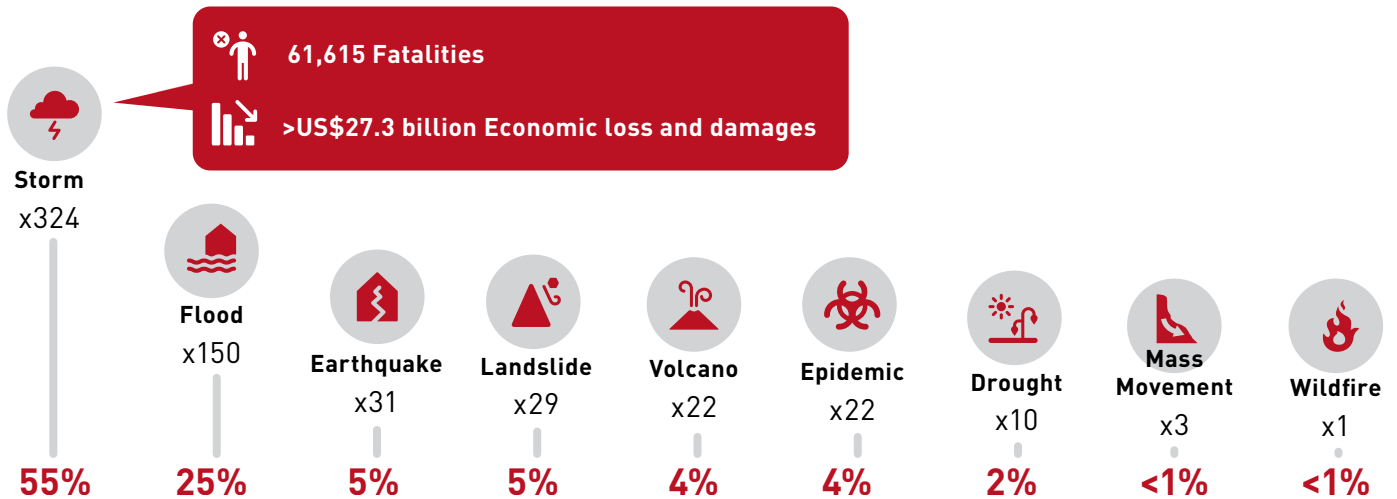 61,615 Fatalities
>US$27.3 billion Economic loss and damages
Storm
x324
55%
Flood
x150
25%
Earthquake
x31
5%
Landslide
x29
5%
Volcano
x22
4%
Epidemic
x22
4%
Drought
x10
2%
Mass
Movement
x3
<1%
Wildfire
x1
<1%